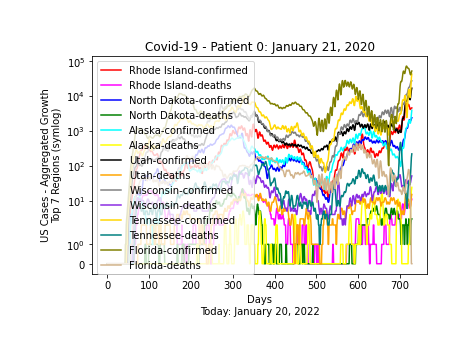 Covid-19 - Patient 0: January 21, 2020
US Cases - Aggregated Growth
Top 7 Regions (symlog)
10^5
10^4
10^3
10^2
10^1
10^0
0
Rhode Island-confirmed
Rhode Island-deaths
North Dakota-confirmed
North Dakota-deaths
Alaska-confirmed
Alaska-deaths
Utah-confirmed
Utah-deaths
Wisconsin-confirmed
Wisconsin-deaths
Tennessee-confirmed
Tennessee-deaths
Florida-confirmed
Florida-deaths
0 100 200 300 400 500 600 700
Days
Today: January 20, 2022